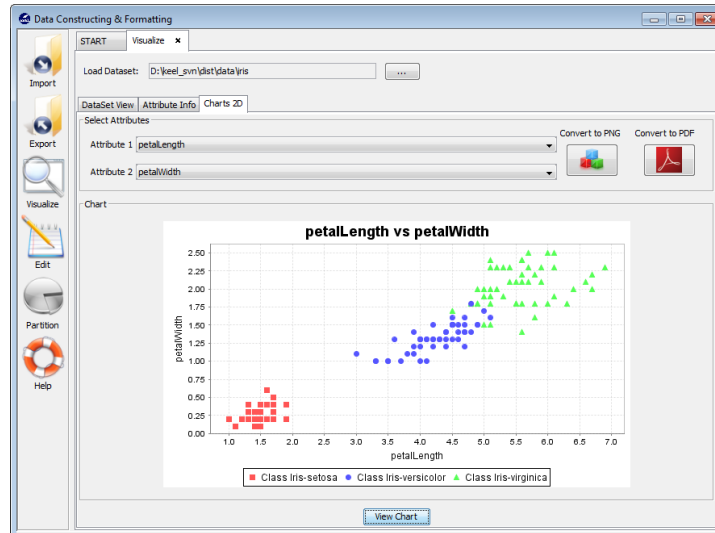 Data Constructing & Formatting
START
Visualize ×
Import
Export
Visualize
Edit
Partition
Help
Load Dataset: D:\keel_svn\dist\data\iris
...
DataSet View Attribute Info Charts 2D
Select Attributes
Attribute 1 petalLength
Attribute 2 petalWidth
Convert to PNG Convert to PDF
Chart
petalLength vs petalWidth
petalWidth
2.50
2.25
2.00
1.75
1.50
1.25
1.00
0.75
0.50
0.25
0.00
1.0 1.5 2.0 2.5 3.0 3.5 4.0 4.5 5.0 5.5 6.0 6.5 7.0
petalLength
Class Iris-setosa Class Iris-versicolor Class Iris-virginica
View Chart